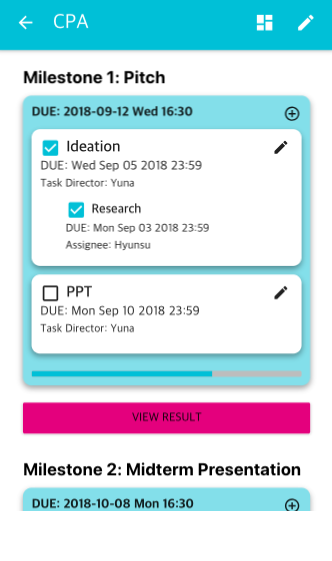 CPA
Milestone 1: Pitch
DUE: 2018-09-12 Wed 16:30
Ideation
DUE: Wed Sep 05 2018 23:59
Task Director: Yuna
Research
DUE: Mon Sep 03 2018 23:59
Assignee: Hyunsu
PPT
DUE: Mon Sep 10 2018 23:59
Task Director: Yuna
VIEW RESULT
Milestone 2: Midterm Presentation
DUE: 2018-10-08 Mon 16:30